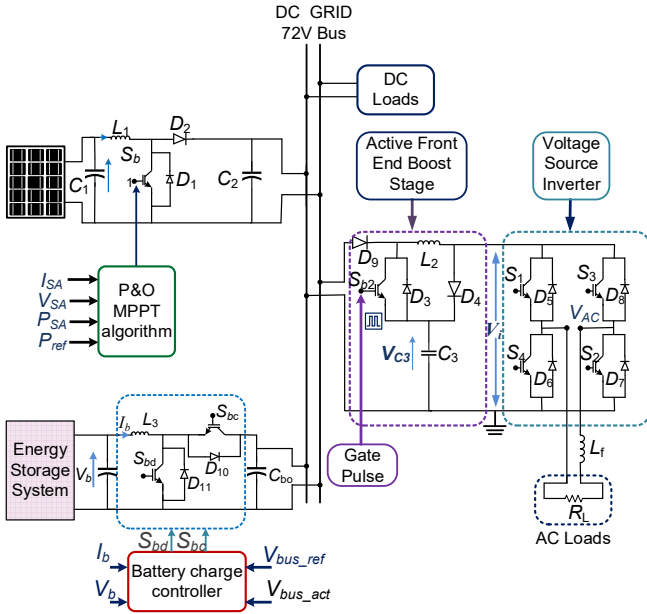 DC GRID
72V Bus
DC
Loads
L1
D2
Sb
1
D1
C1
C2
Active Front
End Boost
Stage
Voltage
Source
Inverter
D9
L2
Sb2
D3
D4
VC3
C3
Vi
S1
D5
S3
D8
VAC
S4
D6
S2
D7
ISA
VSA
PSA
Pref
P&O
MPPT
algorithm
Gate
Pulse
Lf
RL
AC Loads
Energy
Storage
System
Ib
L3
Sbc
Vb
Sbd
D10
D11
Cbo
Sbd
Sbc
Ib
Vb
Battery charge
controller
Vbus_ref
Vbus_act